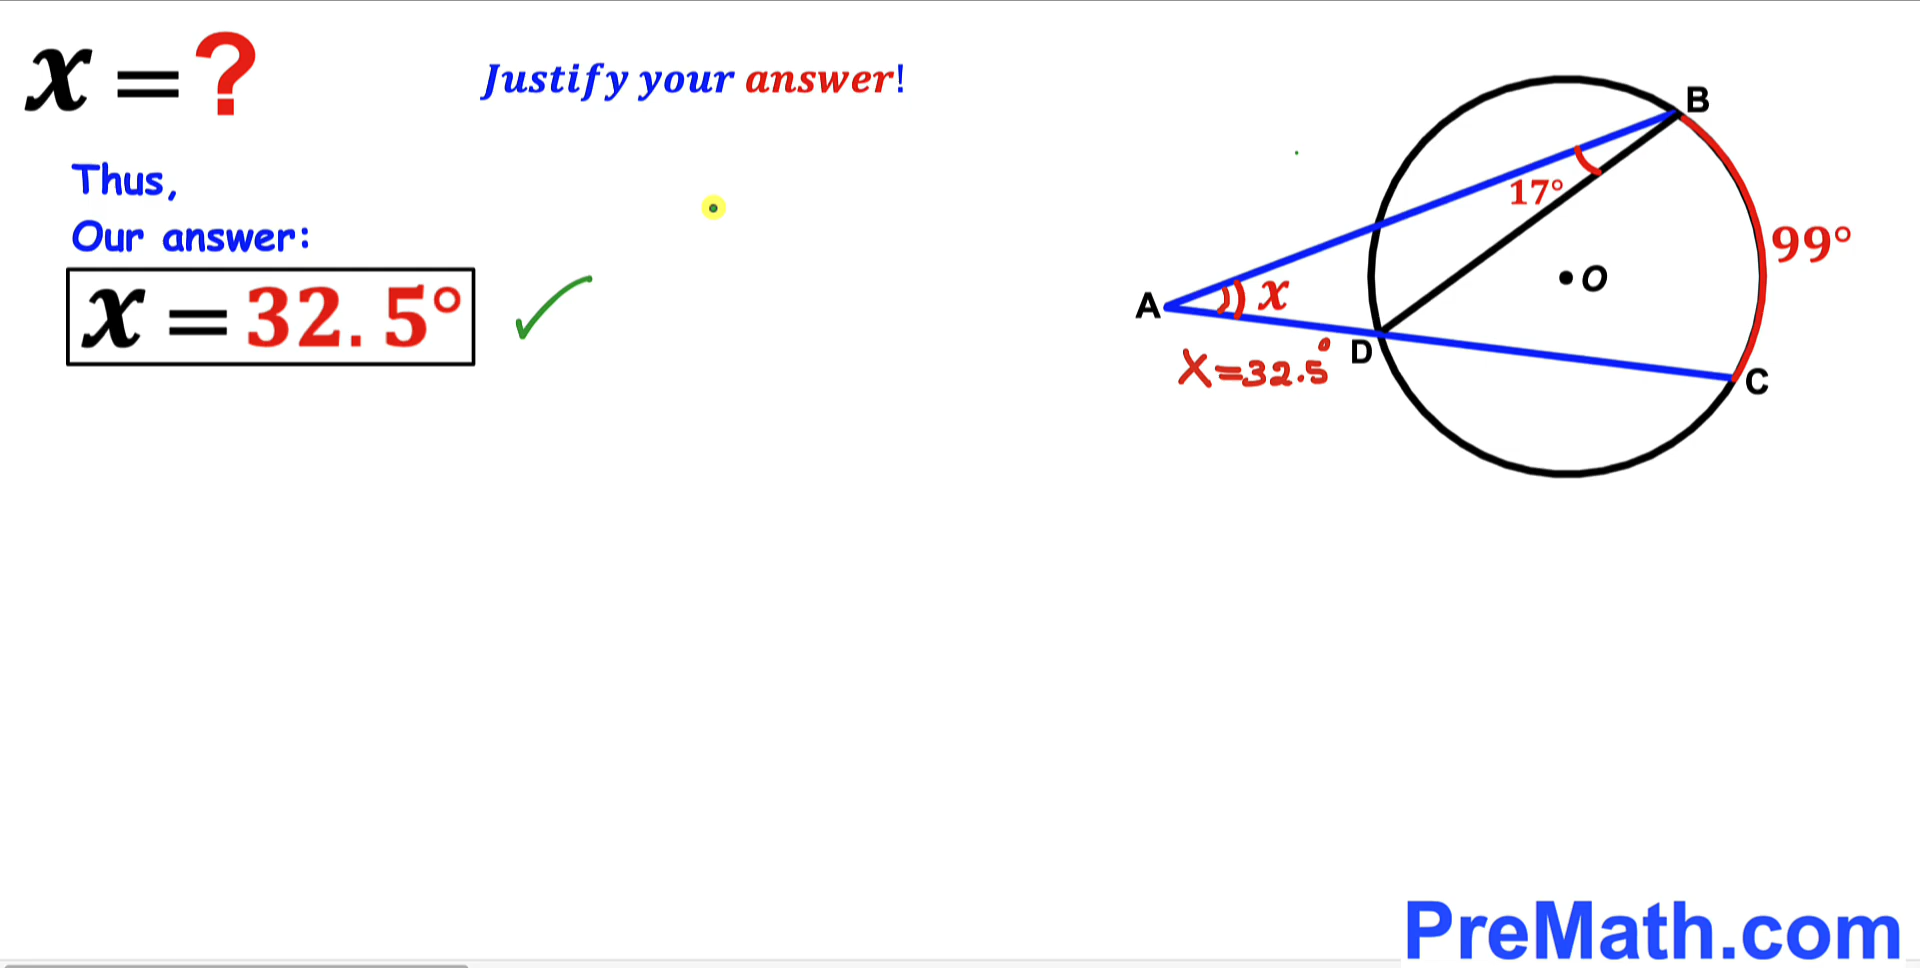 x = ?
Justify your answer!
Thus,
Our answer:
x = 32.5°
B
17°
99°
O
A
x
D
X=32.5°
C
PreMath.com